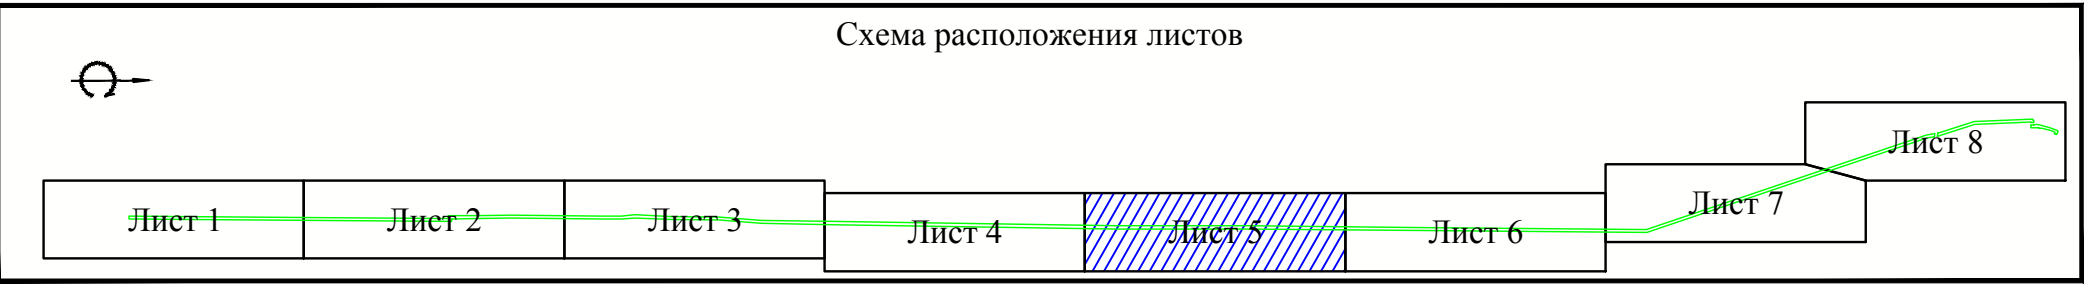 Схема расположения листов
Лист 1
Лист 2
Лист 3
Лист 4
Лист 5
Лист 6
Лист 7
Лист 8